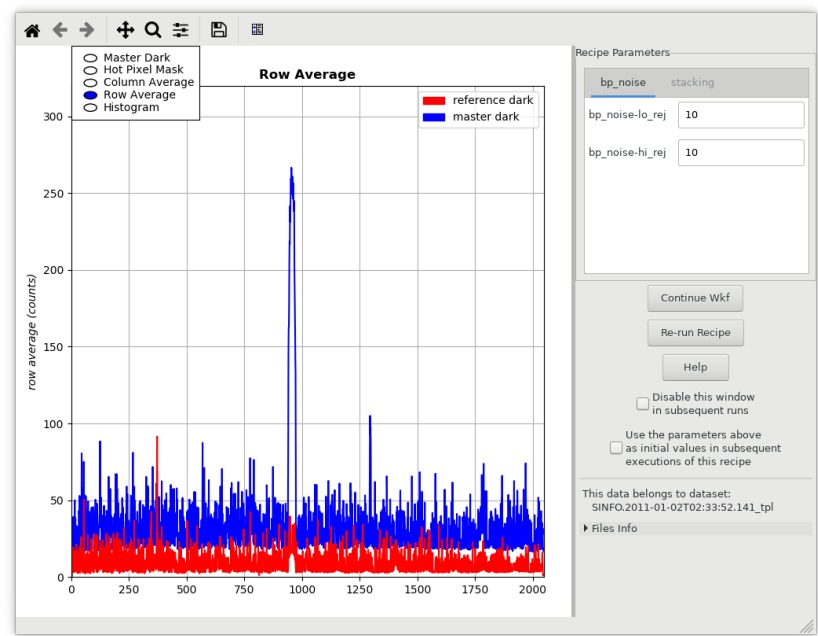 Master Dark
Hot Pixel Mask
Column Average
Row Average
Histogram
Row Average
reference dark
master dark
row average (counts)
300
250
200
150
100
50
0
0 250 500 750 1000 1250 1500 1750 2000
Recipe Parameters
bp_noise stacking
bp_noise-lo_rej 10
bp_noise-hi_rej 10
Continue Wkf
Re-run Recipe
Help
Disable this window
in subsequent runs
Use the parameters above
as initial values in subsequent
executions of this recipe
This data belongs to dataset:
SINFO.2011-01-02T02:33:52.141_tpl
Files Info